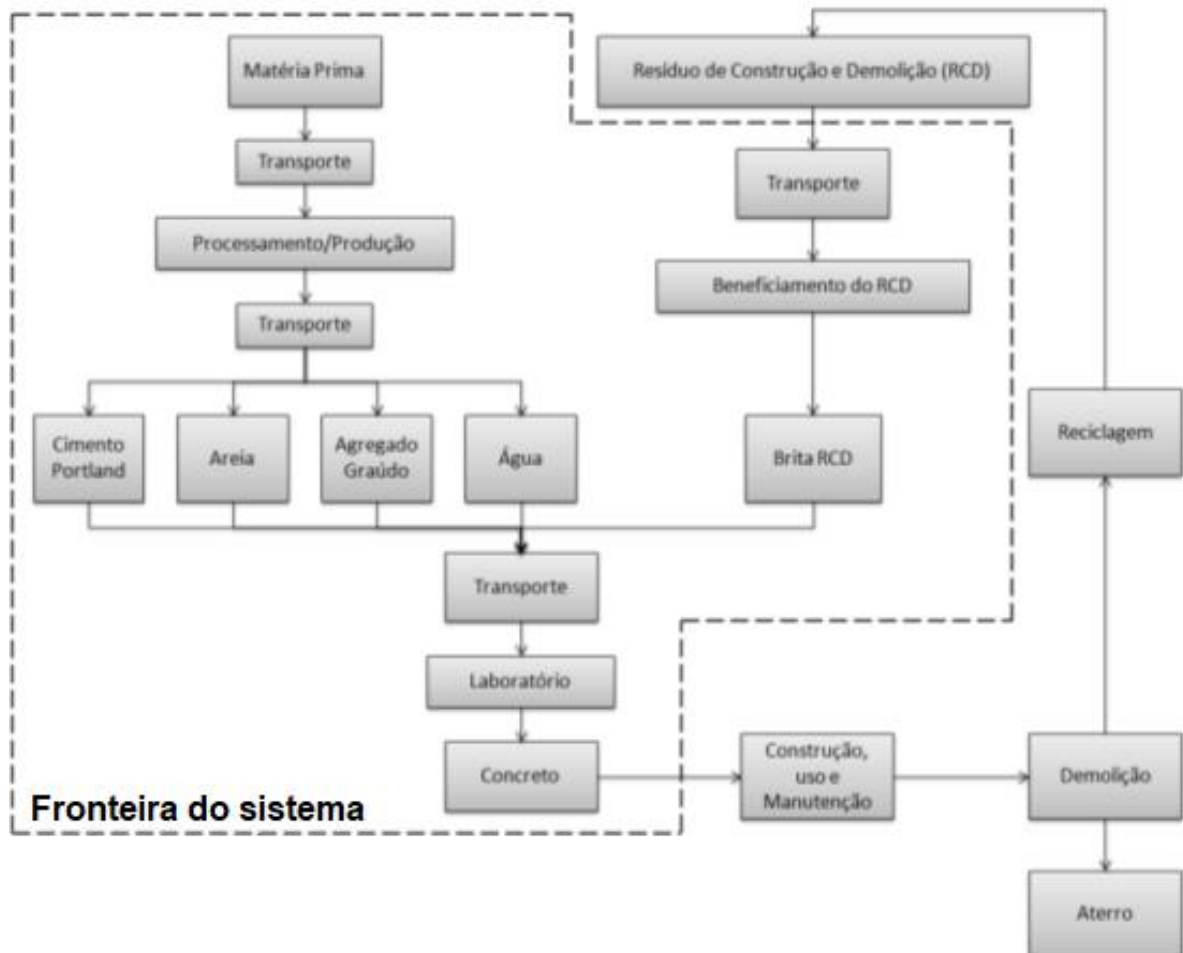 Matéria Prima
Resíduo de Construção e Demolição (RCD)
Transporte
Transporte
Processamento/Produção
Beneficiamento do RCD
Transporte
Cimento
Portland
Areia
Agregado
Graúdo
Água
Brita RCD
Reciclagem
Transporte
Laboratório
Concreto
Construção,
uso e
Manutenção
Demolição
Fronteira do sistema
Aterro